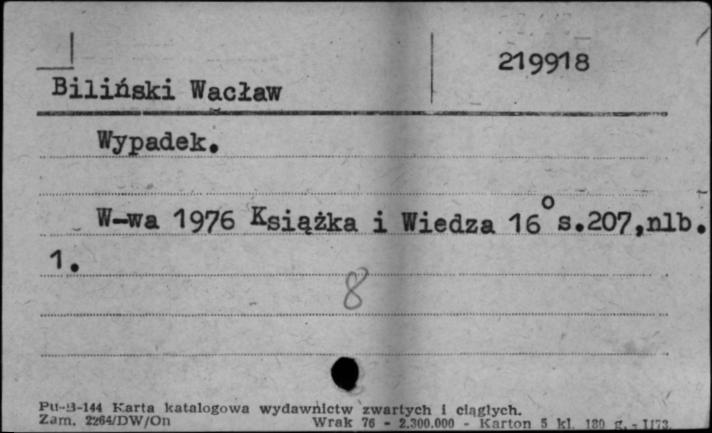 219918
Biliński Wacław
Wypadek.
W-wa 1976 Książka i Wiedza 16° s.207,nlb.
1.
8
Pu-B-144 Karta katalogowa wydawnictw zwartych i ciągłych.
Zam. 2264/DW/On Wrak 76 - 2.300.000 - Karton 5 kl. 180 g. - 1173.